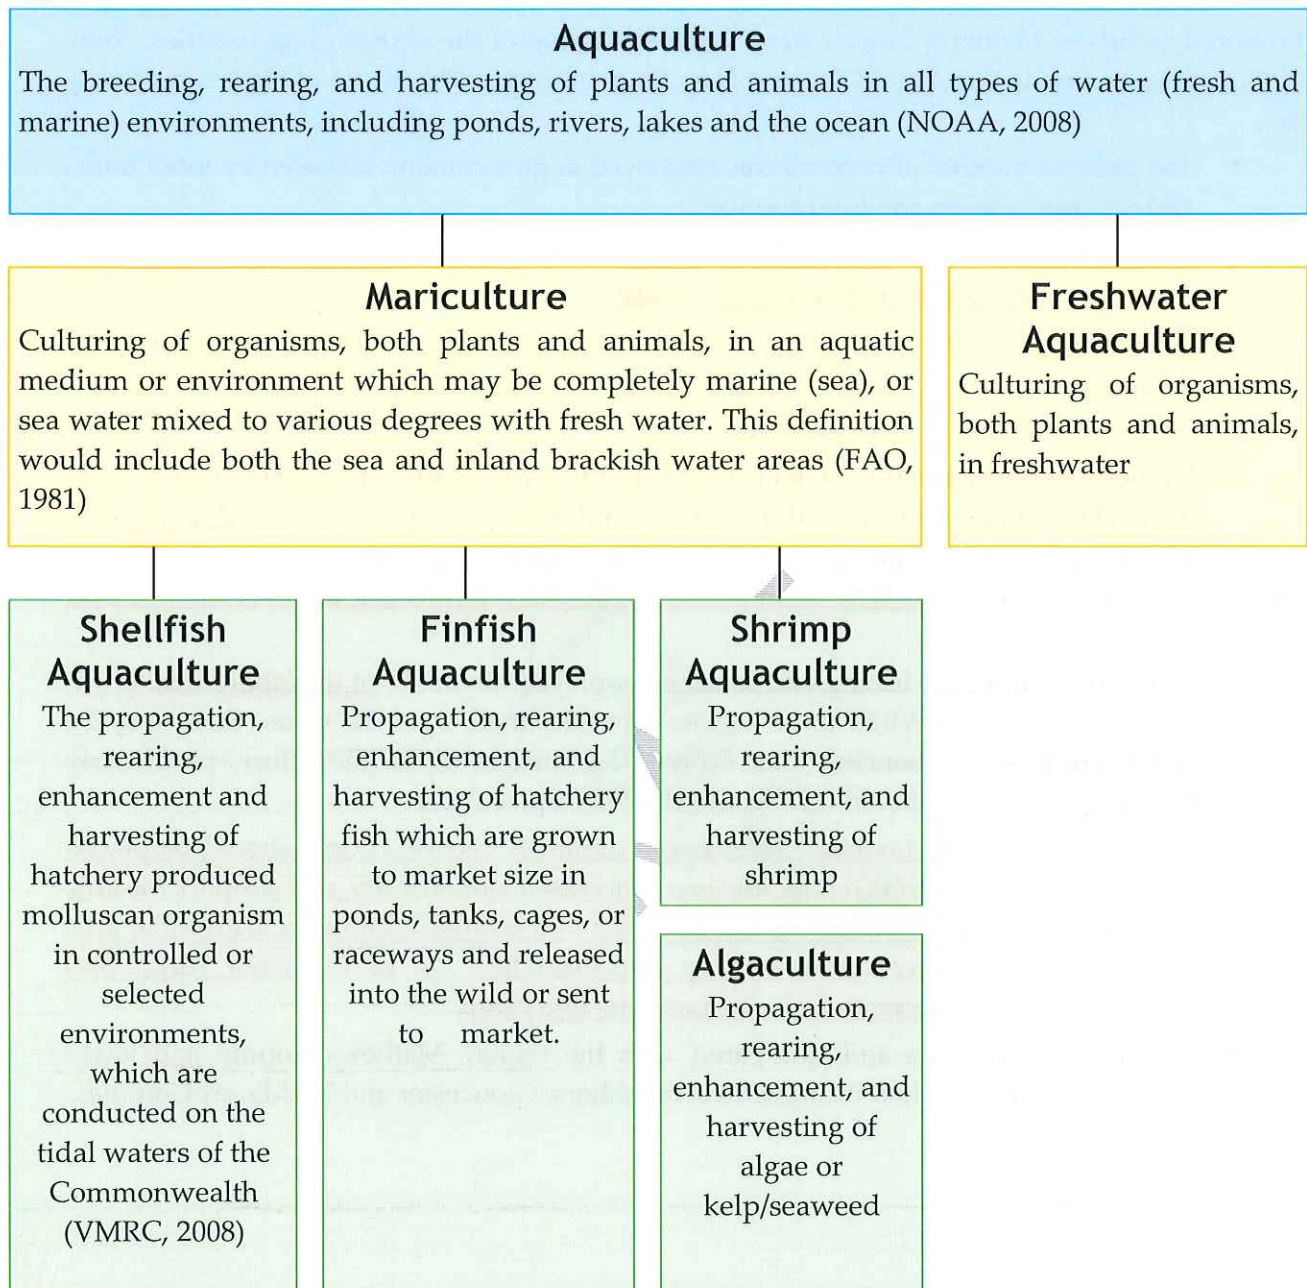 Aquaculture
The breeding, rearing, and harvesting of plants and animals in all types of water (fresh and
marine) environments, including ponds, rivers, lakes and the ocean (NOAA, 2008)
Mariculture
Culturing of organisms, both plants and animals, in an aquatic
medium or environment which may be completely marine (sea), or
sea water mixed to various degrees with fresh water. This definition
would include both the sea and inland brackish water areas (FAO,
1981)
Freshwater
Aquaculture
Culturing of organisms,
both plants and animals,
in freshwater
Shellfish
Aquaculture
The propagation,
rearing,
enhancement and
harvesting of
hatchery produced
molluscan organism
in controlled or
selected
environments,
which are
conducted on the
tidal waters of the
Commonwealth
(VMRC, 2008)
Finfish
Aquaculture
Propagation, rearing,
enhancement, and
harvesting of hatchery
fish which are grown
to market size in
ponds, tanks, cages, or
raceways and released
into the wild or sent
to market.
Shrimp
Aquaculture
Propagation,
rearing,
enhancement, and
harvesting of
shrimp
Algaculture
Propagation,
rearing,
enhancement, and
harvesting of
algae or
kelp/seaweed